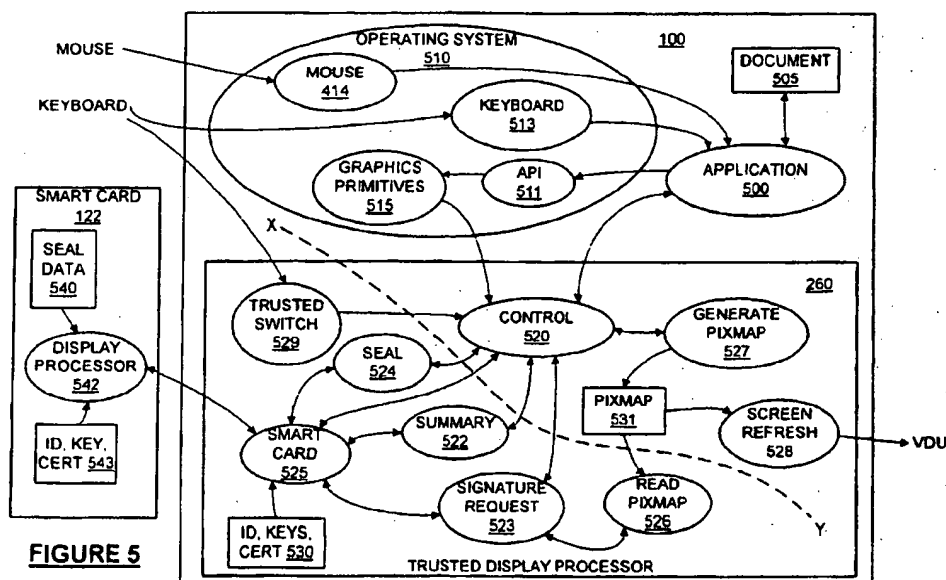 OPERATING SYSTEM
510
100
MOUSE
MOUSE
414
DOCUMENT
505
KEYBOARD
KEYBOARD
513
GRAPHICS
PRIMITIVES
515
API
511
APPLICATION
500
SMART CARD
122
SEAL
DATA
540
DISPLAY
PROCESSOR
542
ID, KEY,
CERT 543
X
260
TRUSTED
SWITCH
529
CONTROL
520
GENERATE
PIXMAP
527
SEAL
524
PIXMAP
531
SCREEN
REFRESH
528
VDU
SUMMARY
522
SMART
CARD
525
SIGNATURE
REQUEST
523
READ
PIXMAP
526
Y
ID, KEYS,
CERT 530
TRUSTED DISPLAY PROCESSOR
FIGURE 5